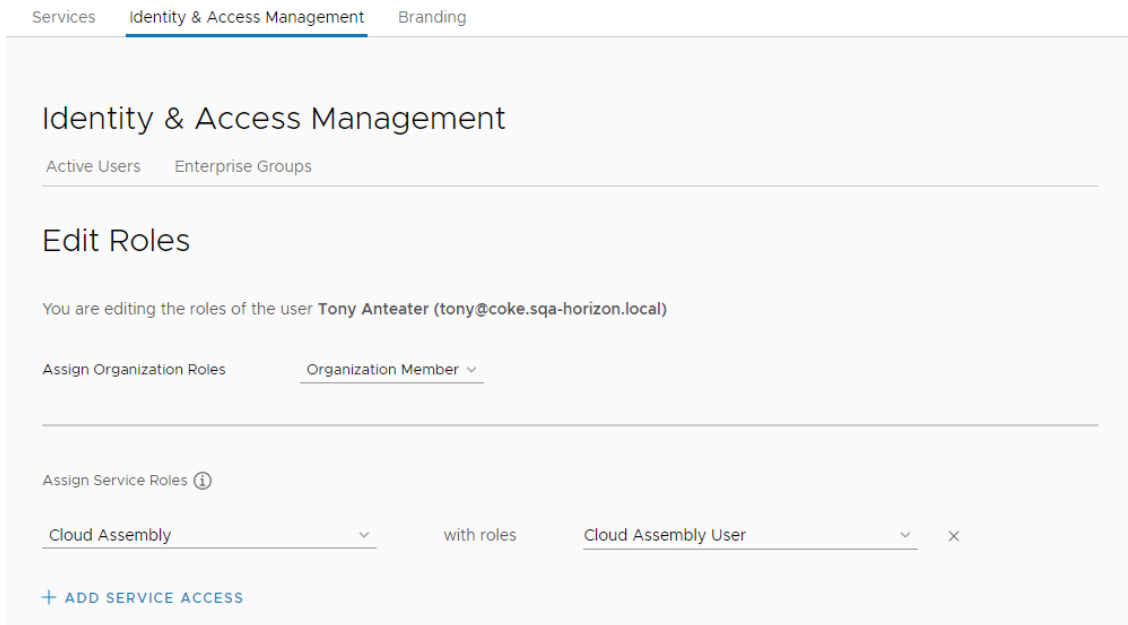 Services Identity & Access Management Branding
Identity & Access Management
Active Users Enterprise Groups
Edit Roles
You are editing the roles of the user Tony Anteater (tony@coke.sqa-horizon.local)
Assign Organization Roles Organization Member
Assign Service Roles
Cloud Assembly with roles Cloud Assembly User
+ ADD SERVICE ACCESS